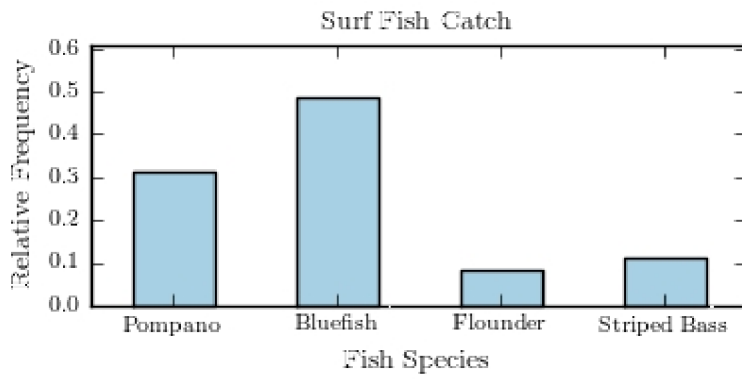 Surf Fish Catch
0.6
0.5
0.4
0.3
0.2
0.1
0.0
Relative Frequency
Pompano Bluefish Flounder Striped Bass
Fish Species